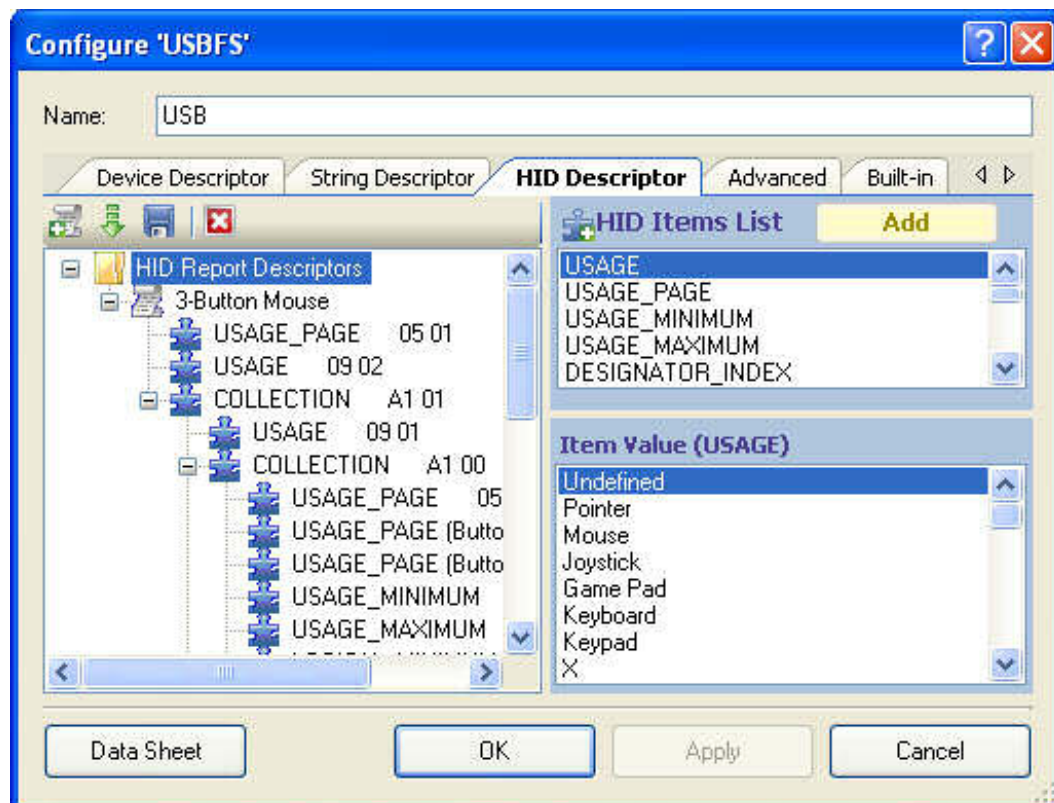 Configure 'USBFS'
Name: USB
Device Descriptor String Descriptor HID Descriptor Advanced Built-in
HID Report Descriptors
3-Button Mouse
USAGE_PAGE 05 01
USAGE 09 02
COLLECTION A1 01
USAGE 09 01
COLLECTION A1 00
USAGE_PAGE 05
USAGE_PAGE (Butto
USAGE_PAGE (Butto
USAGE_MINIMUM
USAGE_MAXIMUM
HID Items List Add
USAGE
USAGE_PAGE
USAGE_MINIMUM
USAGE_MAXIMUM
DESIGNATOR_INDEX
Item Value (USAGE)
Undefined
Pointer
Mouse
Joystick
Game Pad
Keyboard
Keypad
X
Data Sheet OK Apply Cancel